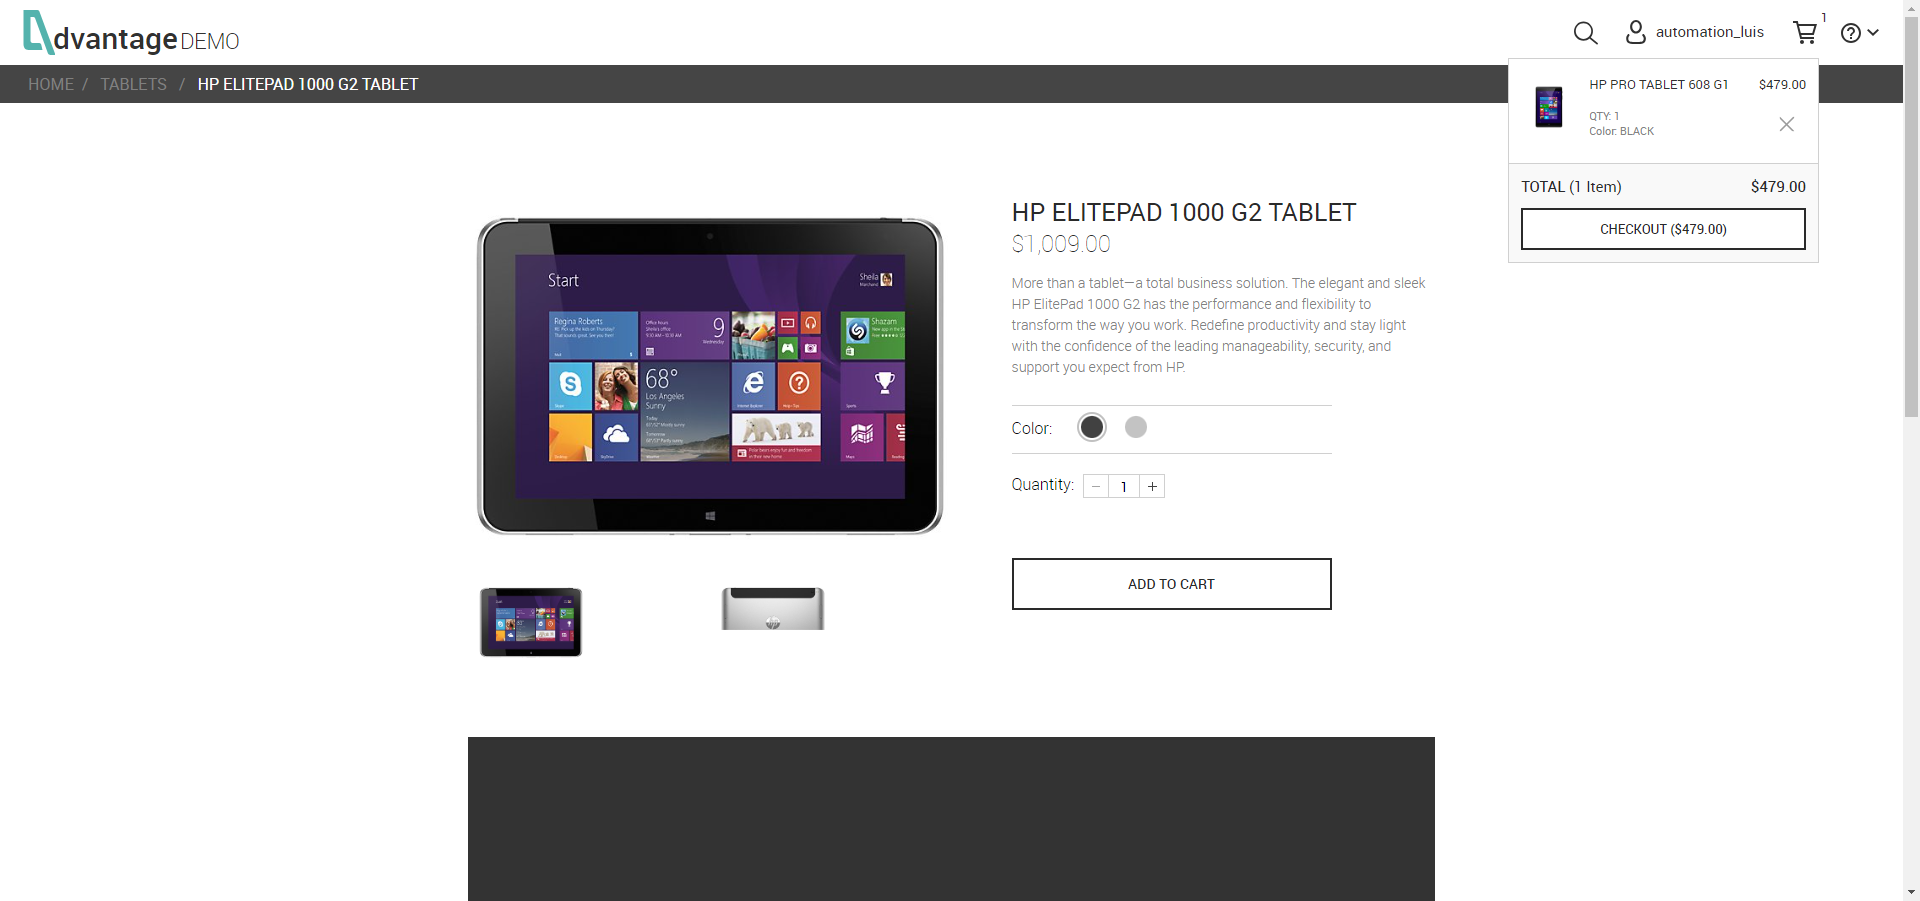 dvantage DEMO
automation_luis
1
HOME / TABLETS / HP ELITEPAD 1000 G2 TABLET
HP PRO TABLET 608 G1 $479.00
QTY: 1
Color: BLACK
TOTAL (1 Item) $479.00
CHECKOUT ($479.00)
HP ELITEPAD 1000 G2 TABLET
$1,009.00
More than a tablet—a total business solution. The elegant and sleek
HP ElitePad 1000 G2 has the performance and flexibility to
transform the way you work. Redefine productivity and stay light
with the confidence of the leading manageability, security, and
support you expect from HP.
Color:
Quantity: − 1 +
ADD TO CART
Start
Sheila
Regina Roberts
9
Wednesday
Shazam
68°
Los Angeles
Sunny
Today
Tomorrow
Internet Explorer